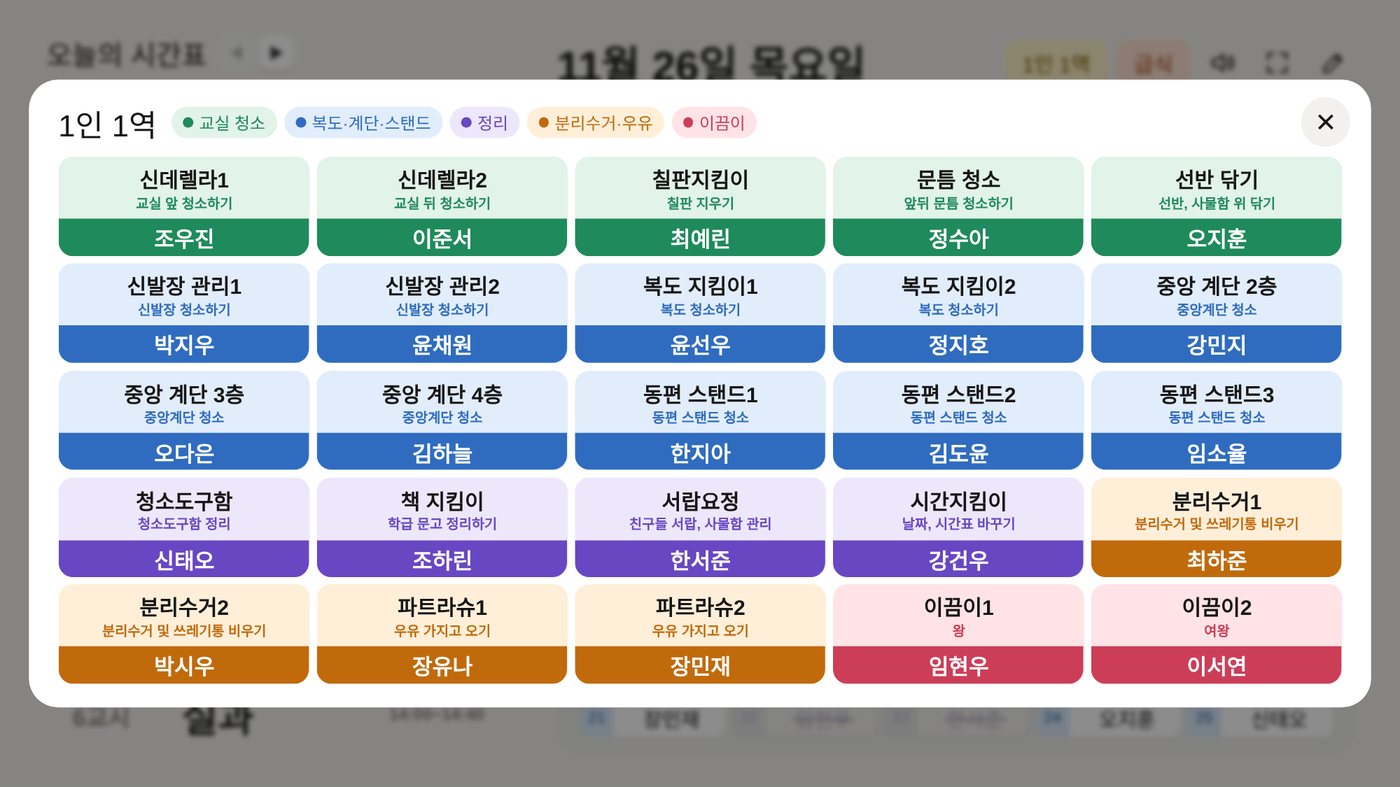 오늘의 시간표
11월 26일 목요일
1인 1역
급식
1인 1역
교실 청소
복도·계단·스탠드
정리
분리수거·우유
이끔이
신데렐라1
교실 앞 청소하기
조우진
신데렐라2
교실 뒤 청소하기
이준서
칠판지킴이
칠판 지우기
최예린
문틈 청소
앞뒤 문틈 청소하기
정수아
선반 닦기
선반, 사물함 위 닦기
오지훈
신발장 관리1
신발장 청소하기
박지우
신발장 관리2
신발장 청소하기
윤채원
복도 지킴이1
복도 청소하기
윤선우
복도 지킴이2
복도 청소하기
정지호
중앙 계단 2층
중앙계단 청소
강민지
중앙 계단 3층
중앙계단 청소
오다은
중앙 계단 4층
중앙계단 청소
김하늘
동편 스탠드1
동편 스탠드 청소
한지아
동편 스탠드2
동편 스탠드 청소
김도윤
동편 스탠드3
동편 스탠드 청소
임소율
청소도구함
청소도구함 정리
신태오
책 지킴이
학급 문고 정리하기
조하린
서랍요정
친구들 서랍, 사물함 관리
한서준
시간지킴이
날짜, 시간표 바꾸기
강건우
분리수거1
분리수거 및 쓰레기통 비우기
최하준
분리수거2
분리수거 및 쓰레기통 비우기
박시우
파트라슈1
우유 가지고 오기
장유나
파트라슈2
우유 가지고 오기
장민재
이끔이1
왕
임현우
이끔이2
여왕
이서연
6교시
실과
14:00~14:40
21
장민재
임현우
한서준
24
오지훈
25
신태오